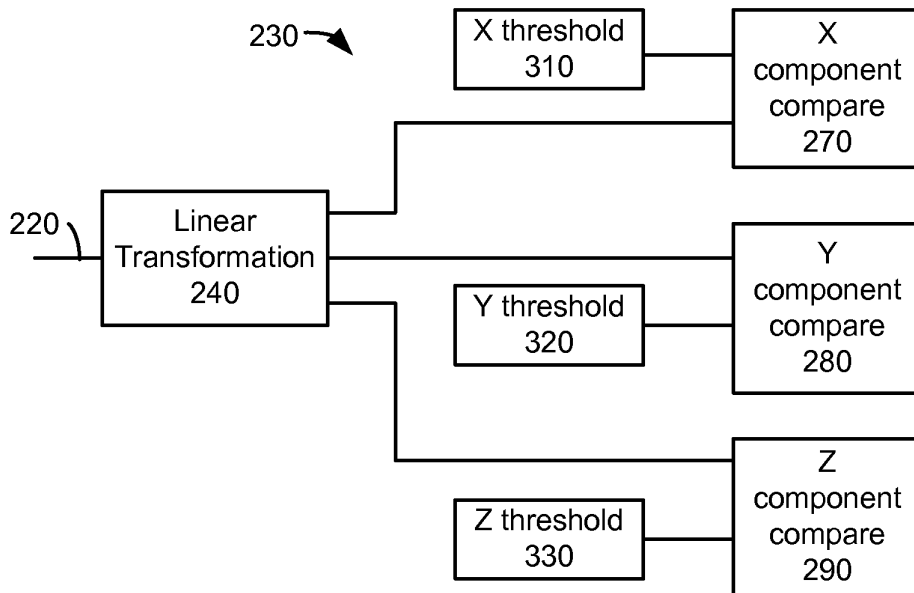 230
X threshold
310
X
component
compare
270
220
Linear
Transformation
240
Y threshold
320
Y
component
compare
280
Z threshold
330
Z
component
compare
290